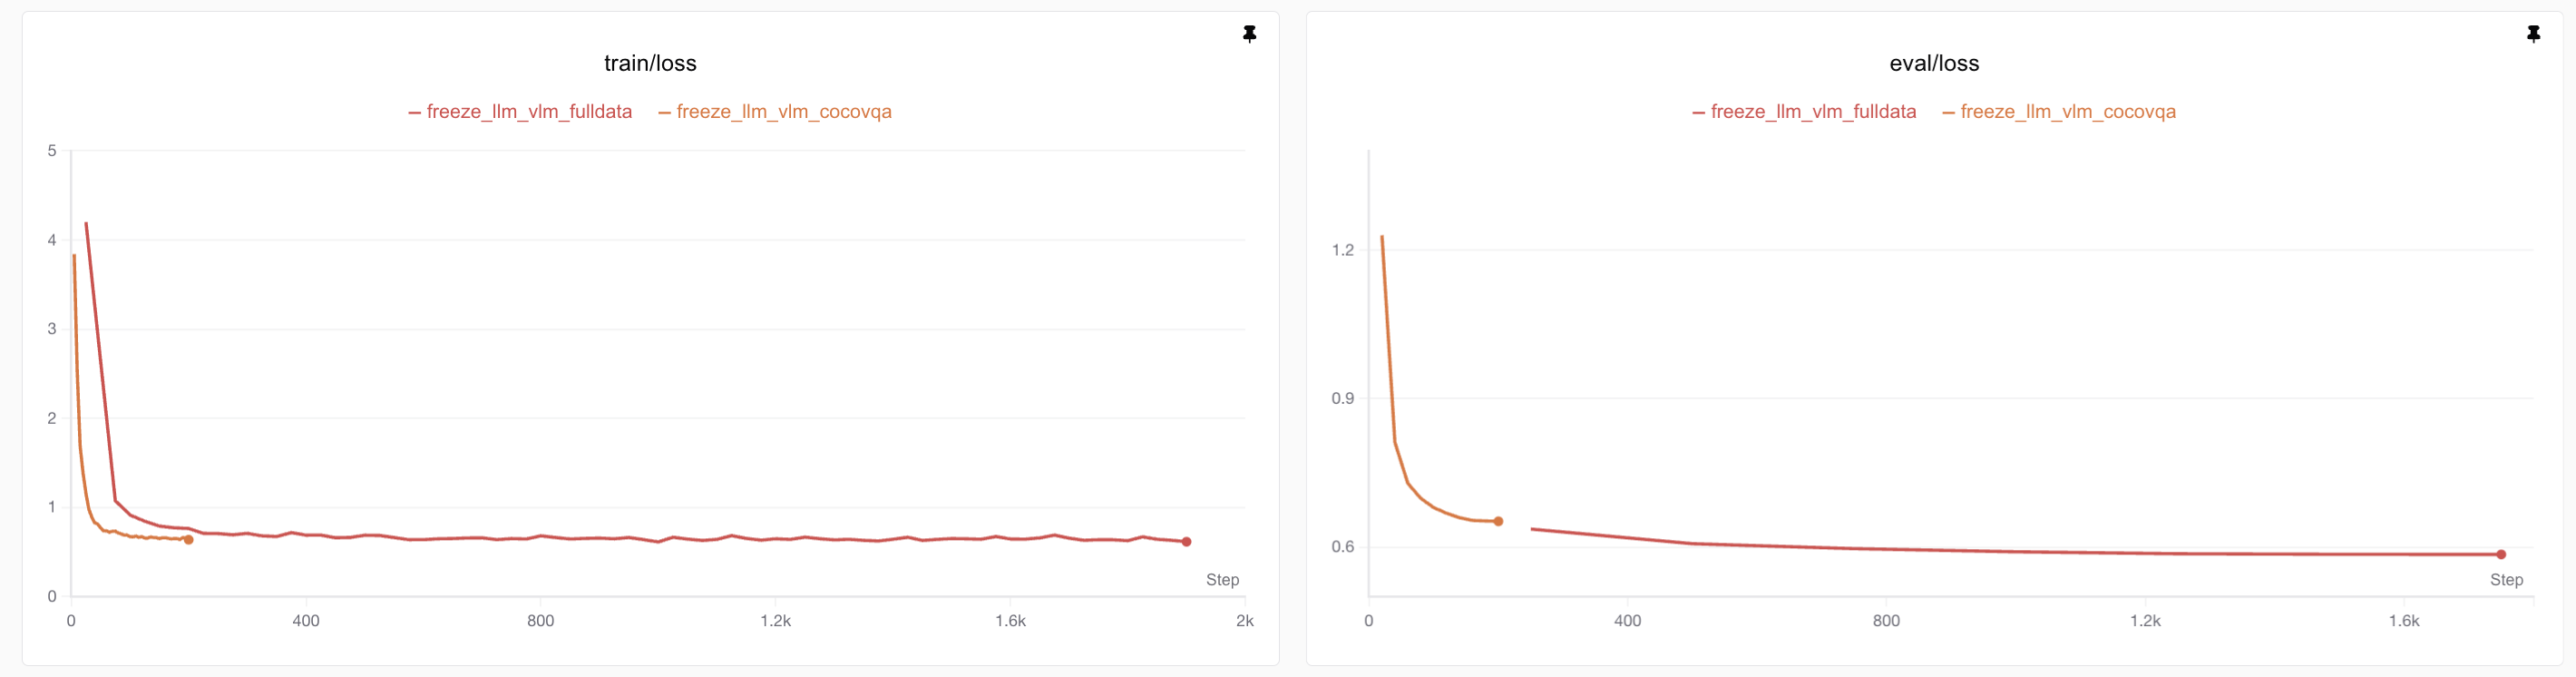 train/loss
— freeze_llm_vlm_fulldata — freeze_llm_vlm_cocovqa
5
4
3
2
1
0
Step
0 400 800 1.2k 1.6k 2k
eval/loss
— freeze_llm_vlm_fulldata — freeze_llm_vlm_cocovqa
1.2
0.9
0.6
Step
0 400 800 1.2k 1.6k